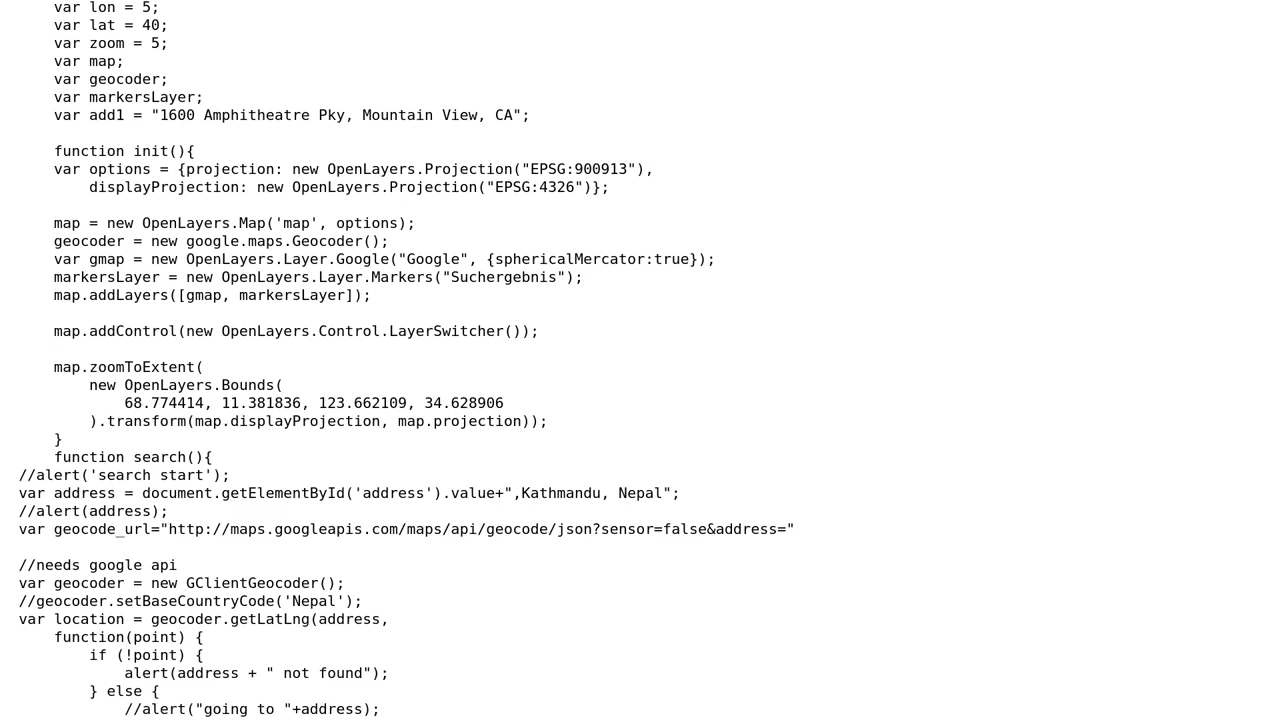 var lon = 5;
var lat = 40;
var zoom = 5;
var map;
var geocoder;
var markersLayer;
var add1 = "1600 Amphitheatre Pky, Mountain View, CA";
function init(){
var options = {projection: new OpenLayers.Projection("EPSG:900913"),
displayProjection: new OpenLayers.Projection("EPSG:4326")};
map = new OpenLayers.Map('map', options);
geocoder = new google.maps.Geocoder();
var gmap = new OpenLayers.Layer.Google("Google", {sphericalMercator:true});
markersLayer = new OpenLayers.Layer.Markers("Suchergebnis");
map.addLayers([gmap, markersLayer]);
map.addControl(new OpenLayers.Control.LayerSwitcher());
map.zoomToExtent(
new OpenLayers.Bounds(
68.774414, 11.381836, 123.662109, 34.628906
).transform(map.displayProjection, map.projection));
}
function search(){
//alert('search start');
var address = document.getElementById('address').value+",Kathmandu, Nepal";
//alert(address);
var geocode_url="http://maps.googleapis.com/maps/api/geocode/json?sensor=false&address="
//needs google api
var geocoder = new GClientGeocoder();
//geocoder.setBaseCountryCode('Nepal');
var location = geocoder.getLatLng(address,
function(point) {
if (!point) {
alert(address + " not found");
} else {
//alert("going to "+address);